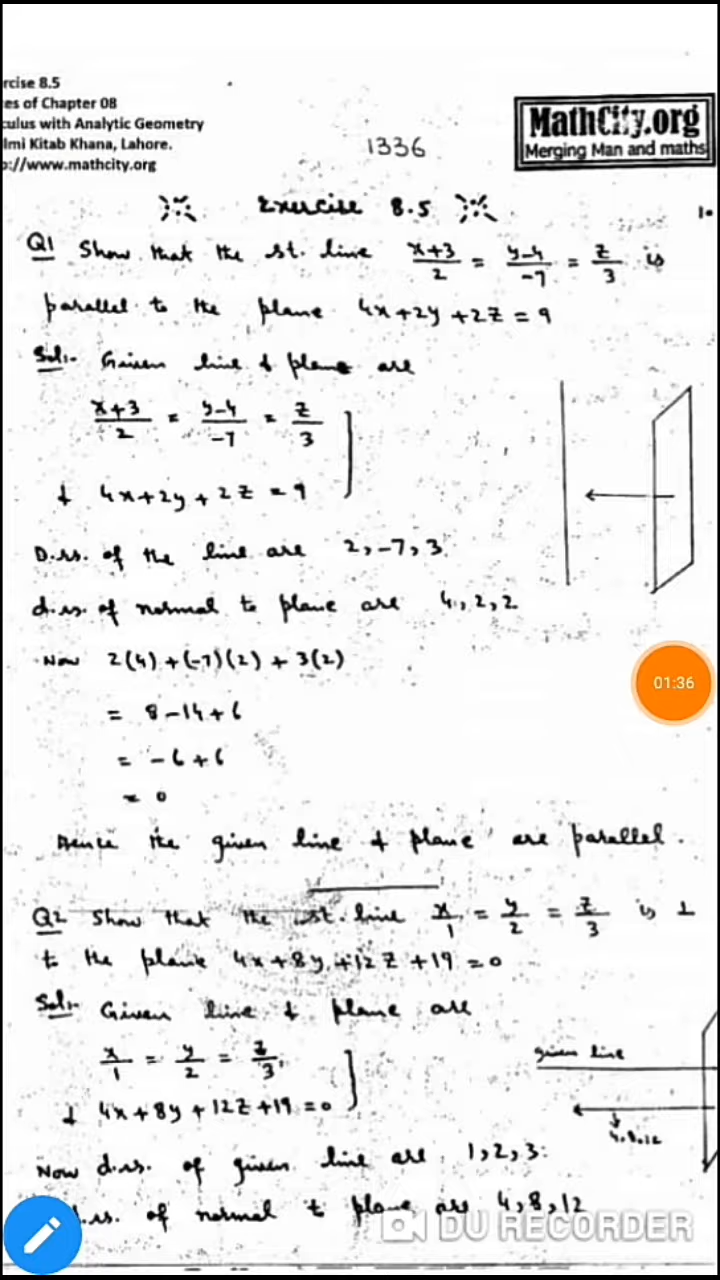 rcise 8.5
es of Chapter 08
culus with Analytic Geometry
lmi Kitab Khana, Lahore.
p://www.mathcity.org
1336
MathCity.org
Merging Man and maths
Exercise 8.5
Q1 Show that the st. line x+3/2 = y-4/-7 = z/3 is
parallel to the plane 4x+2y+2z=9
Sol:- Given line & plane are
x+3/2 = y-4/-7 = z/3
& 4x+2y+2z=9
D.rs. of the line are 2,-7,3.
d.rs. of normal to plane are 4,2,2
Now 2(4)+(-7)(2)+3(2)
= 8-14+6
= -6+6
= 0
Hence the given line & plane are parallel.
01:36
Q2 Show that the st. line x/1 = y/2 = z/3 is ⊥
to the plane 4x+8y+12z+19=0
Sol:- Given line & plane are
x/1 = y/2 = z/3
& 4x+8y+12z+19=0
given line
4,8,12
Now d.rs. of given line are 1,2,3.
d.rs. of normal to plane are 4,8,12
DU RECORDER